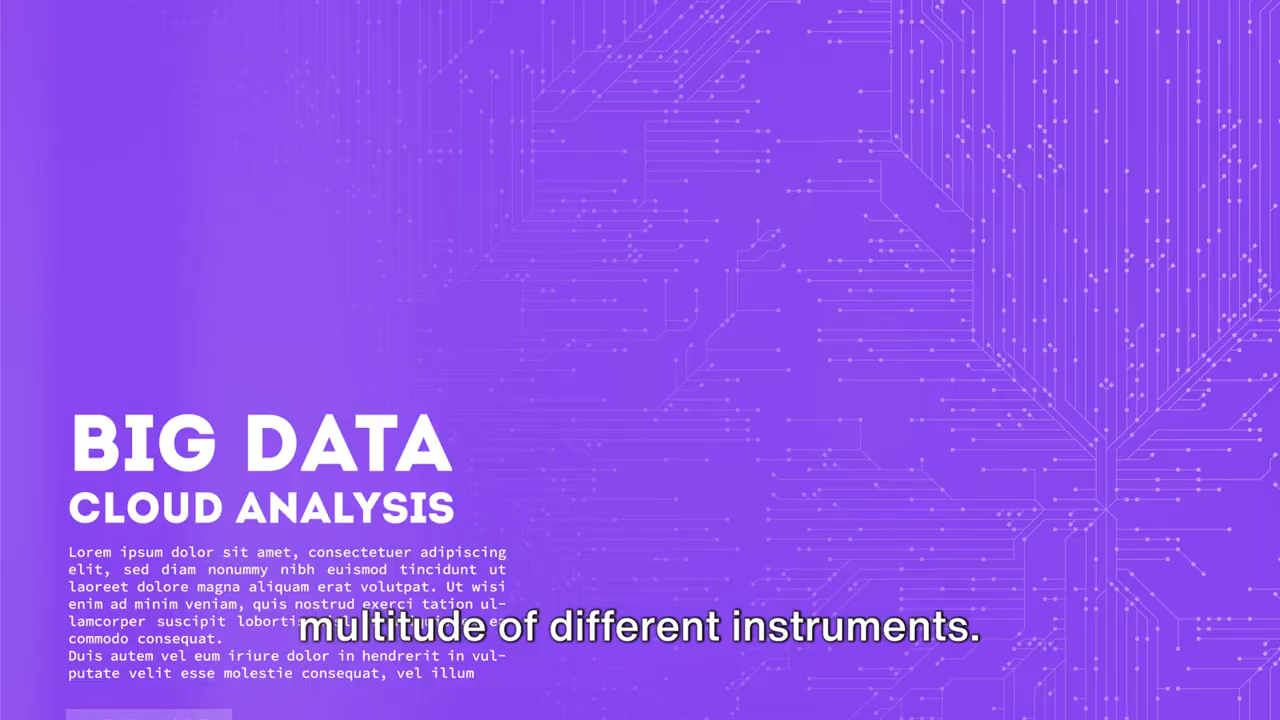 BIG DATA
CLOUD ANALYSIS
Lorem ipsum dolor sit amet, consectetuer adipiscing
elit, sed diam nonummy nibh euismod tincidunt ut
laoreet dolore magna aliquam erat volutpat. Ut wisi
enim ad minim veniam, quis nostrud exerci tation ul-
lamcorper suscipit
commodo consequat.
Duis autem vel eum iriure dolor in hendrerit in vul-
putate velit esse molestie consequat, vel illum
multitude of different instruments.